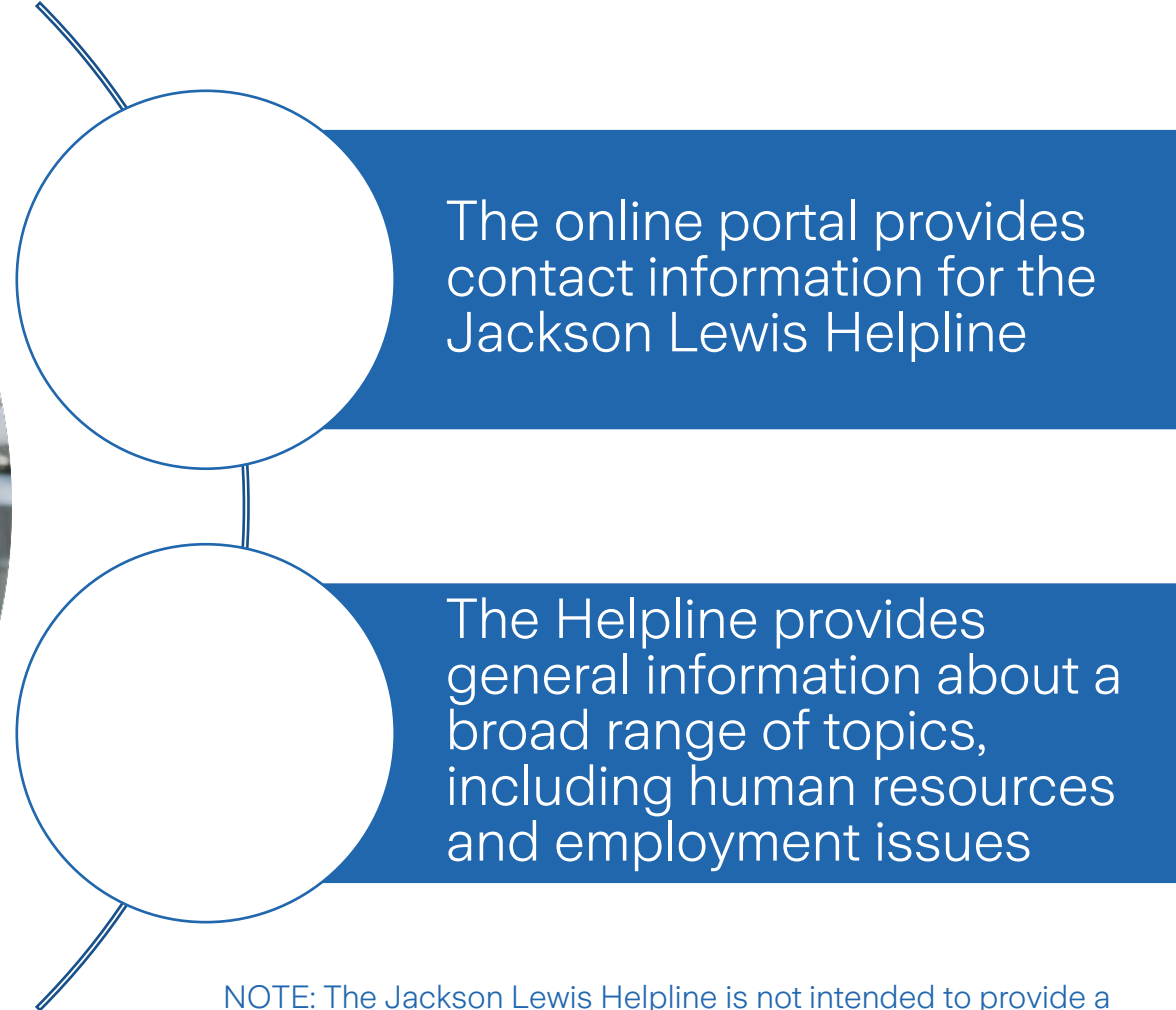 The online portal provides
contact information for the
Jackson Lewis Helpline
The Helpline provides
general information about a
broad range of topics,
including human resources
and employment issues
NOTE: The Jackson Lewis Helpline is not intended to provide a